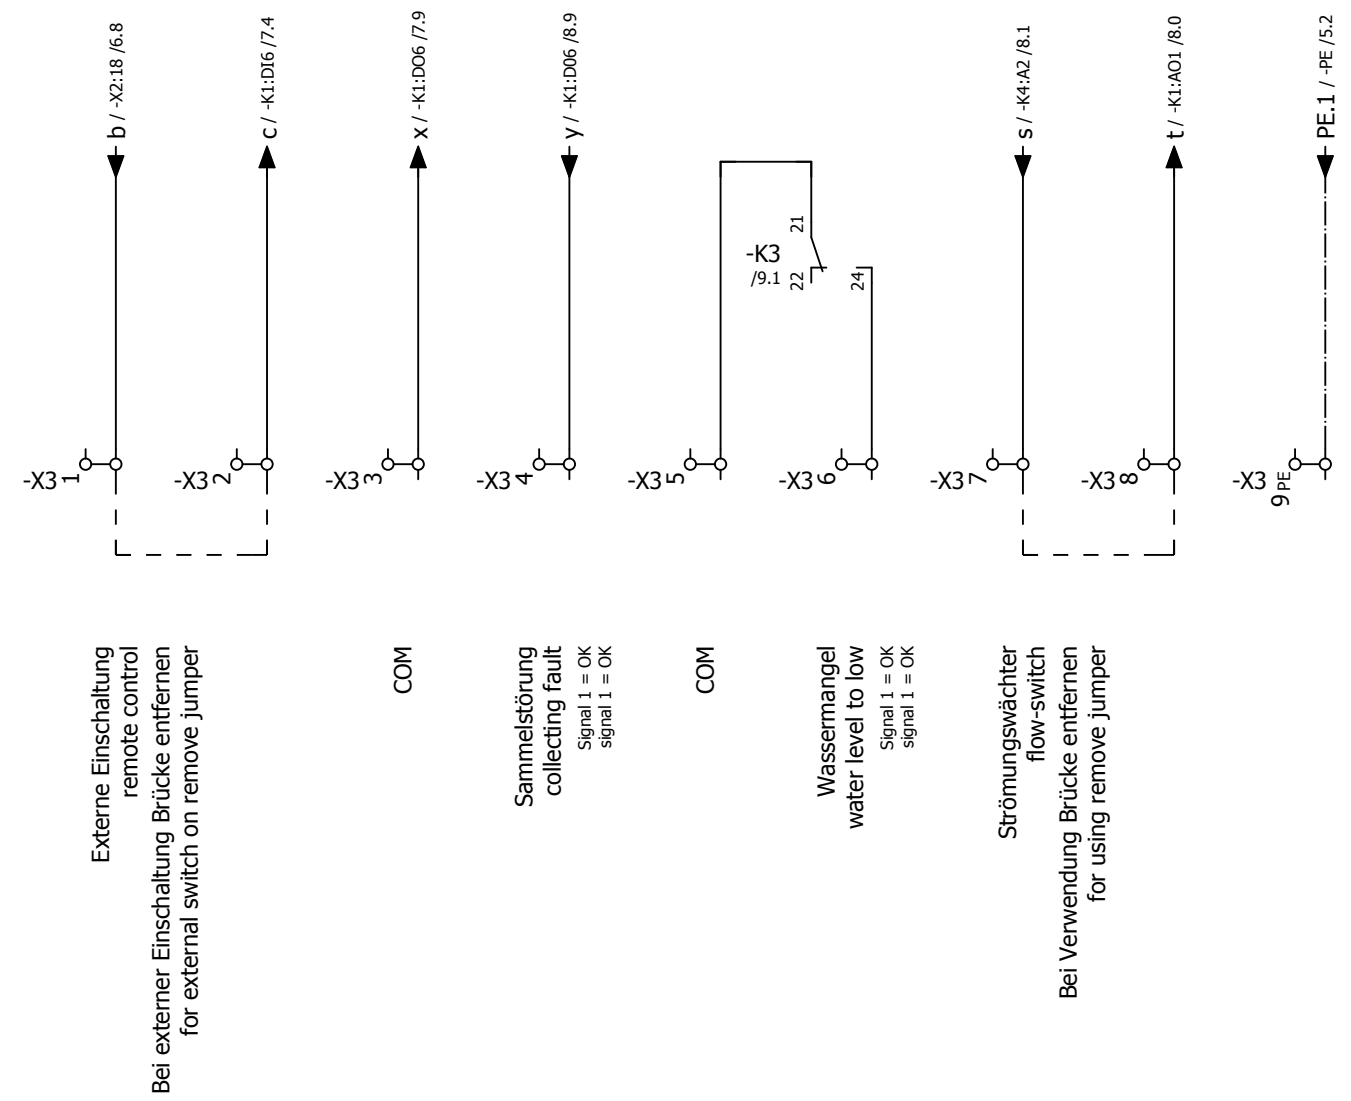 b / -X2:18 /6.8
c / -K1:DI6 /7.4
x / -K1:DO6 /7.9
y / -K1:D06 /8.9
s / -K4:A2 /8.1
t / -K1:AO1 /8.0
PE.1 / -PE /5.2
-K3
/9.1
21
22
24
-X3 1
-X3 2
-X3 3
-X3 4
-X3 5
-X3 6
-X3 7
-X3 8
-X3
9 PE
Externe Einschaltung
remote control
Bei externer Einschaltung Brücke entfernen
for external switch on remove jumper
COM
Sammelstörung
collecting fault
Signal 1 = OK
signal 1 = OK
COM
Wassermangel
water level to low
Signal 1 = OK
signal 1 = OK
Strömungswächter
flow-switch
Bei Verwendung Brücke entfernen
for using remove jumper